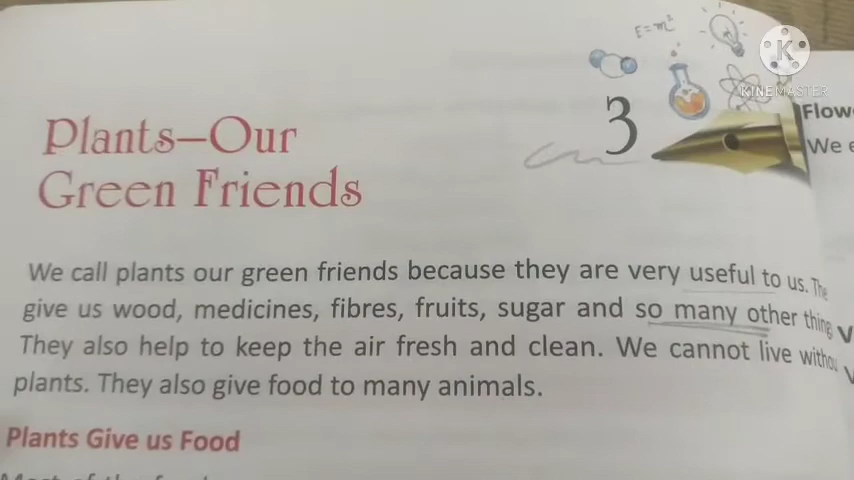 E=m²
K
KINEMASTER
3
Plants–Our
Green Friends
We call plants our green friends because they are very useful to us.
give us wood, medicines, fibres, fruits, sugar and so many other
They also help to keep the air fresh and clean. We cannot live
plants. They also give food to many animals.
Plants Give us Food
We